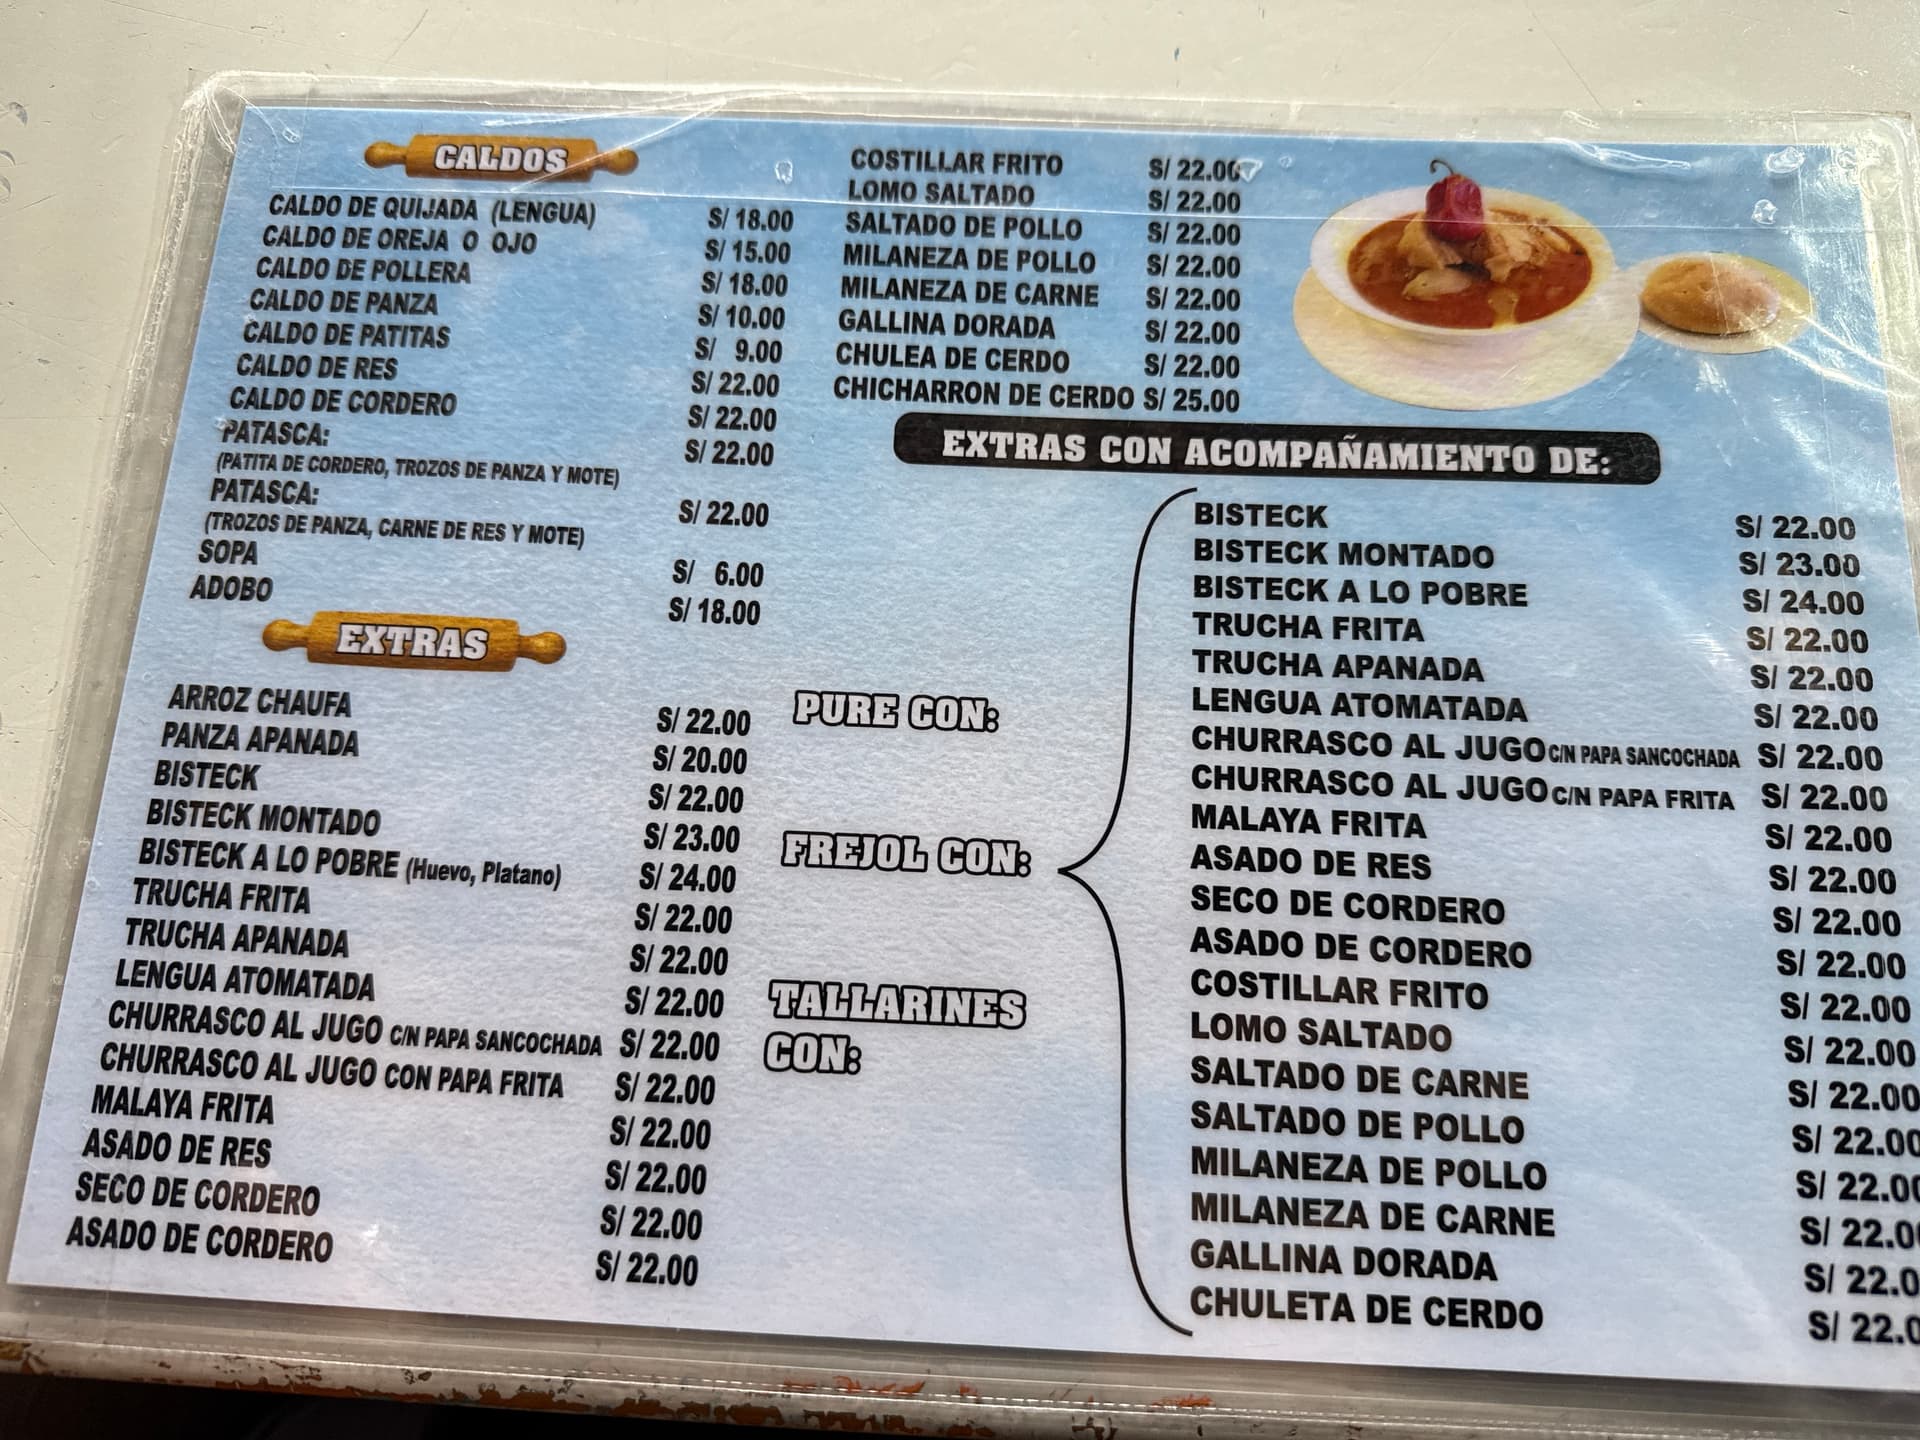 CALDOS
CALDO DE QUIJADA (LENGUA) S/ 18.00
CALDO DE OREJA O OJO S/ 15.00
CALDO DE POLLERA S/ 18.00
CALDO DE PANZA S/ 10.00
CALDO DE PATITAS S/ 9.00
CALDO DE RES S/ 22.00
CALDO DE CORDERO S/ 22.00
PATASCA: S/ 22.00
(PATITA DE CORDERO, TROZOS DE PANZA Y MOTE)
PATASCA: S/ 22.00
(TROZOS DE PANZA, CARNE DE RES Y MOTE)
SOPA S/ 6.00
ADOBO S/ 18.00
EXTRAS
ARROZ CHAUFA S/ 22.00
PANZA APANADA S/ 20.00
BISTECK S/ 22.00
BISTECK MONTADO S/ 23.00
BISTECK A LO POBRE (Huevo, Platano) S/ 24.00
TRUCHA FRITA S/ 22.00
TRUCHA APANADA S/ 22.00
LENGUA ATOMATADA S/ 22.00
CHURRASCO AL JUGO C/N PAPA SANCOCHADA S/ 22.00
CHURRASCO AL JUGO CON PAPA FRITA S/ 22.00
MALAYA FRITA S/ 22.00
ASADO DE RES S/ 22.00
SECO DE CORDERO S/ 22.00
ASADO DE CORDERO S/ 22.00
COSTILLAR FRITO S/ 22.00
LOMO SALTADO S/ 22.00
SALTADO DE POLLO S/ 22.00
MILANEZA DE POLLO S/ 22.00
MILANEZA DE CARNE S/ 22.00
GALLINA DORADA S/ 22.00
CHULEA DE CERDO S/ 22.00
CHICHARRON DE CERDO S/ 25.00
EXTRAS CON ACOMPAÑAMIENTO DE:
PURE CON:
FREJOL CON:
TALLARINES
CON:
BISTECK S/ 22.00
BISTECK MONTADO S/ 23.00
BISTECK A LO POBRE S/ 24.00
TRUCHA FRITA S/ 22.00
TRUCHA APANADA S/ 22.00
LENGUA ATOMATADA S/ 22.00
CHURRASCO AL JUGO C/N PAPA SANCOCHADA S/ 22.00
CHURRASCO AL JUGO C/N PAPA FRITA S/ 22.00
MALAYA FRITA S/ 22.00
ASADO DE RES S/ 22.00
SECO DE CORDERO S/ 22.00
ASADO DE CORDERO S/ 22.00
COSTILLAR FRITO S/ 22.00
LOMO SALTADO S/ 22.00
SALTADO DE CARNE S/ 22.00
SALTADO DE POLLO S/ 22.00
MILANEZA DE POLLO S/ 22.00
MILANEZA DE CARNE S/ 22.0
GALLINA DORADA S/ 22.0
CHULETA DE CERDO S/ 22.0